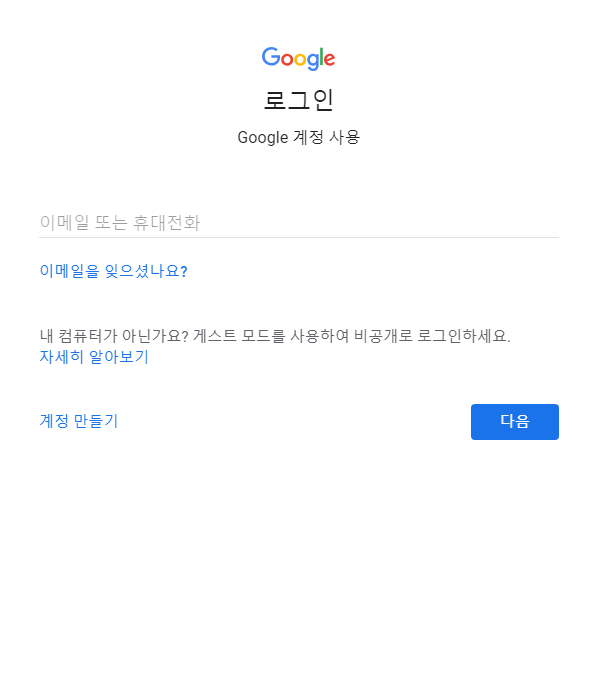 Google
로그인
Google 계정 사용
이메일 또는 휴대전화
이메일을 잊으셨나요?
내 컴퓨터가 아닌가요? 게스트 모드를 사용하여 비공개로 로그인하세요.
자세히 알아보기
계정 만들기
다음